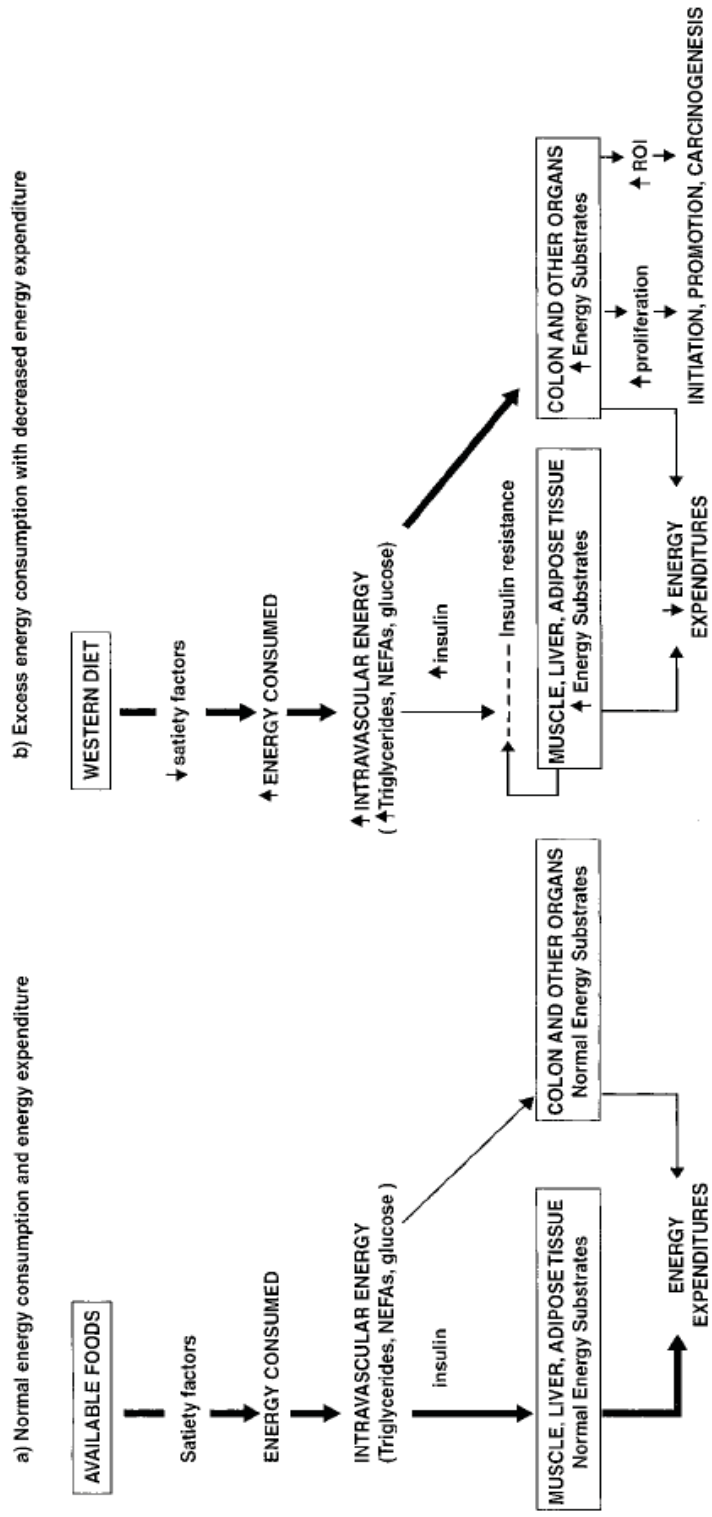 a) Normal energy consumption and energy expenditure
AVAILABLE FOODS
Satiety factors
ENERGY CONSUMED
INTRAVASCULAR ENERGY
(Triglycerides, NEFAs, glucose )
insulin
MUSCLE, LIVER, ADIPOSE TISSUE
Normal Energy Substrates
COLON AND OTHER ORGANS
Normal Energy Substrates
ENERGY
EXPENDITURES
b) Excess energy consumption with decreased energy expenditure
WESTERN DIET
↓ satiety factors
↑ ENERGY CONSUMED
↑ INTRAVASCULAR ENERGY
( ↑ Triglycerides, NEFAs, glucose)
↑ insulin
Insulin resistance
MUSCLE, LIVER, ADIPOSE TISSUE
↑ Energy Substrates
COLON AND OTHER ORGANS
↑ Energy Substrates
↑ proliferation
↑ ROI
↓ ENERGY
EXPENDITURES
INITIATION, PROMOTION, CARCINOGENESIS